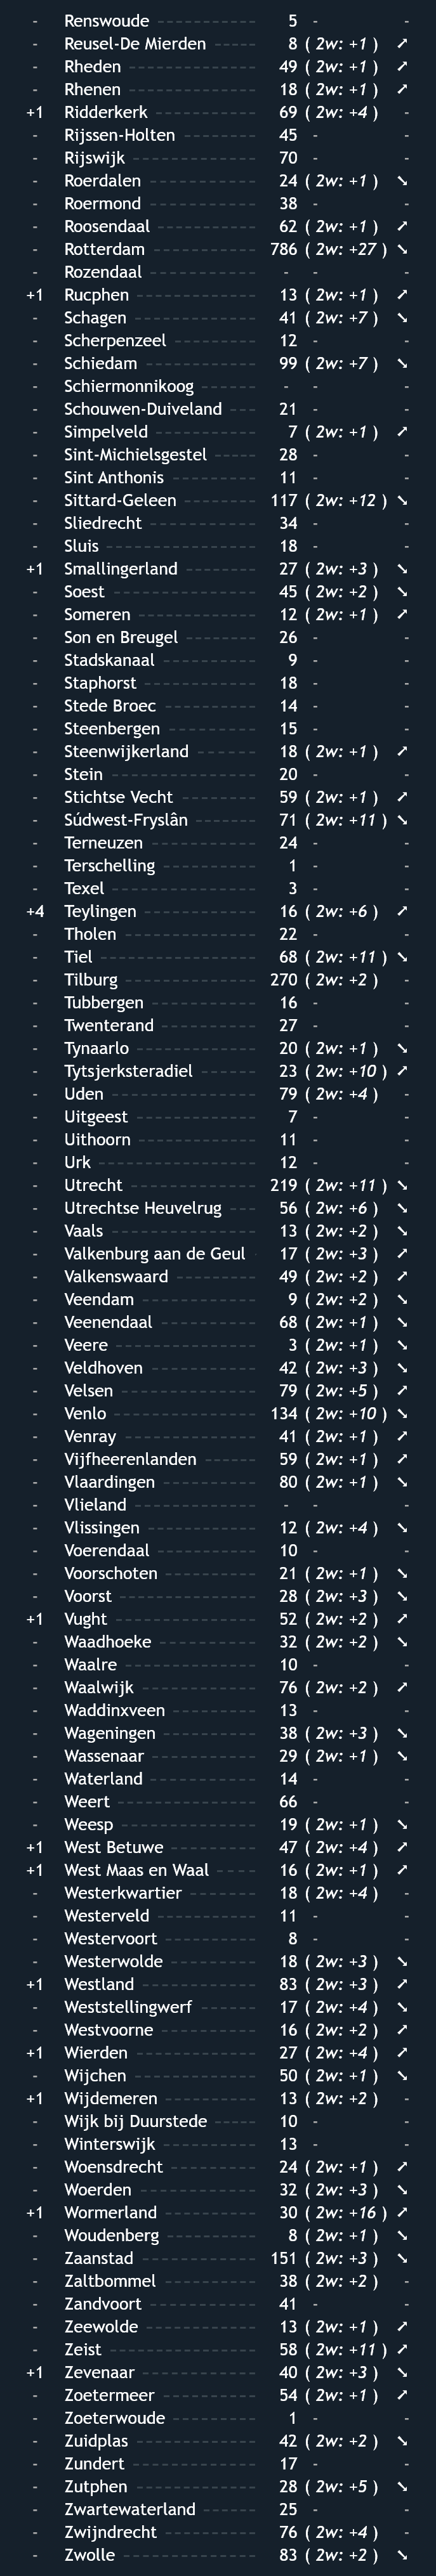 - Renswoude 5 - -
- Reusel-De Mierden 8 ( 2w: +1 ) ↗
- Rheden 49 ( 2w: +1 ) ↗
- Rhenen 18 ( 2w: +1 ) ↗
+1 Ridderkerk 69 ( 2w: +4 ) -
- Rijssen-Holten 45 - -
- Rijswijk 70 - -
- Roerdalen 24 ( 2w: +1 ) ↘
- Roermond 38 - -
- Roosendaal 62 ( 2w: +1 ) ↗
- Rotterdam 786 ( 2w: +27 ) ↘
- Rozendaal - - -
+1 Rucphen 13 ( 2w: +1 ) ↗
- Schagen 41 ( 2w: +7 ) ↘
- Scherpenzeel 12 - -
- Schiedam 99 ( 2w: +7 ) ↘
- Schiermonnikoog - - -
- Schouwen-Duiveland 21 - -
- Simpelveld 7 ( 2w: +1 ) ↗
- Sint-Michielsgestel 28 - -
- Sint Anthonis 11 - -
- Sittard-Geleen 117 ( 2w: +12 ) ↘
- Sliedrecht 34 - -
- Sluis 18 - -
+1 Smallingerland 27 ( 2w: +3 ) ↘
- Soest 45 ( 2w: +2 ) ↘
- Someren 12 ( 2w: +1 ) ↗
- Son en Breugel 26 - -
- Stadskanaal 9 - -
- Staphorst 18 - -
- Stede Broec 14 - -
- Steenbergen 15 - -
- Steenwijkerland 18 ( 2w: +1 ) ↗
- Stein 20 - -
- Stichtse Vecht 59 ( 2w: +1 ) ↗
- Súdwest-Fryslân 71 ( 2w: +11 ) ↘
- Terneuzen 24 - -
- Terschelling 1 - -
- Texel 3 - -
+4 Teylingen 16 ( 2w: +6 ) ↗
- Tholen 22 - -
- Tiel 68 ( 2w: +11 ) ↘
- Tilburg 270 ( 2w: +2 ) -
- Tubbergen 16 - -
- Twenterand 27 - -
- Tynaarlo 20 ( 2w: +1 ) ↘
- Tytsjerksteradiel 23 ( 2w: +10 ) ↗
- Uden 79 ( 2w: +4 ) -
- Uitgeest 7 - -
- Uithoorn 11 - -
- Urk 12 - -
- Utrecht 219 ( 2w: +11 ) ↘
- Utrechtse Heuvelrug 56 ( 2w: +6 ) ↘
- Vaals 13 ( 2w: +2 ) ↘
- Valkenburg aan de Geul 17 ( 2w: +3 ) ↗
- Valkenswaard 49 ( 2w: +2 ) ↗
- Veendam 9 ( 2w: +2 ) ↘
- Veenendaal 68 ( 2w: +1 ) ↘
- Veere 3 ( 2w: +1 ) ↘
- Veldhoven 42 ( 2w: +3 ) ↘
- Velsen 79 ( 2w: +5 ) ↗
- Venlo 134 ( 2w: +10 ) ↘
- Venray 41 ( 2w: +1 ) ↗
- Vijfheerenlanden 59 ( 2w: +1 ) ↗
- Vlaardingen 80 ( 2w: +1 ) ↘
- Vlieland - - -
- Vlissingen 12 ( 2w: +4 ) ↘
- Voerendaal 10 - -
- Voorschoten 21 ( 2w: +1 ) ↘
- Voorst 28 ( 2w: +3 ) ↘
+1 Vught 52 ( 2w: +2 ) ↗
- Waadhoeke 32 ( 2w: +2 ) ↘
- Waalre 10 - -
- Waalwijk 76 ( 2w: +2 ) ↗
- Waddinxveen 13 - -
- Wageningen 38 ( 2w: +3 ) ↘
- Wassenaar 29 ( 2w: +1 ) ↘
- Waterland 14 - -
- Weert 66 - -
- Weesp 19 ( 2w: +1 ) ↘
+1 West Betuwe 47 ( 2w: +4 ) ↗
+1 West Maas en Waal 16 ( 2w: +1 ) ↗
- Westerkwartier 18 ( 2w: +4 ) -
- Westerveld 11 - -
- Westervoort 8 - -
- Westerwolde 18 ( 2w: +3 ) ↘
+1 Westland 83 ( 2w: +3 ) ↗
- Weststellingwerf 17 ( 2w: +4 ) ↘
- Westvoorne 16 ( 2w: +2 ) ↗
+1 Wierden 27 ( 2w: +4 ) ↗
- Wijchen 50 ( 2w: +1 ) ↘
+1 Wijdemeren 13 ( 2w: +2 ) -
- Wijk bij Duurstede 10 - -
- Winterswijk 13 - -
- Woensdrecht 24 ( 2w: +1 ) ↗
- Woerden 32 ( 2w: +3 ) ↘
+1 Wormerland 30 ( 2w: +16 ) ↗
- Woudenberg 8 ( 2w: +1 ) ↘
- Zaanstad 151 ( 2w: +3 ) ↘
- Zaltbommel 38 ( 2w: +2 ) -
- Zandvoort 41 - -
- Zeewolde 13 ( 2w: +1 ) ↗
- Zeist 58 ( 2w: +11 ) ↗
+1 Zevenaar 40 ( 2w: +3 ) ↘
- Zoetermeer 54 ( 2w: +1 ) ↗
- Zoeterwoude 1 - -
- Zuidplas 42 ( 2w: +2 ) ↘
- Zundert 17 - -
- Zutphen 28 ( 2w: +5 ) ↘
- Zwartewaterland 25 - -
- Zwijndrecht 76 ( 2w: +4 ) -
- Zwolle 83 ( 2w: +2 ) ↘